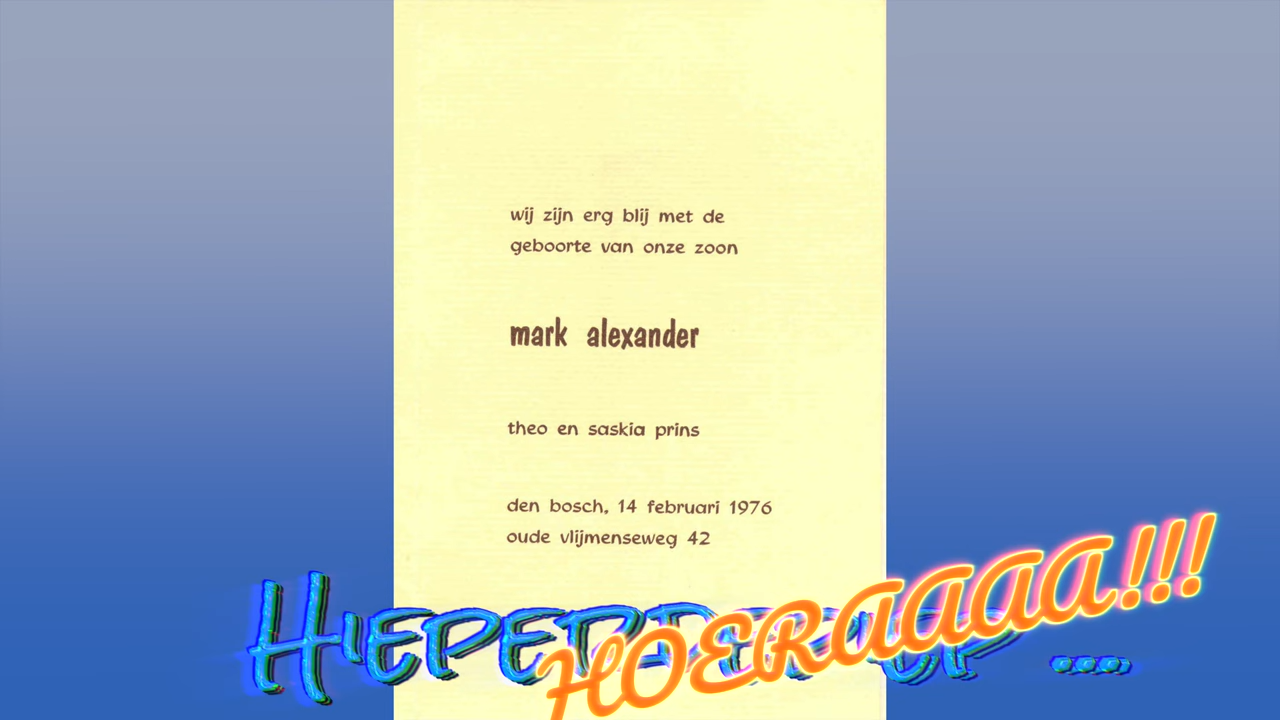 wij zijn erg blij met de
geboorte van onze zoon
mark alexander
theo en saskia prins
den bosch, 14 februari 1976
oude vlijmenseweg 42
HOERAAAA!!!